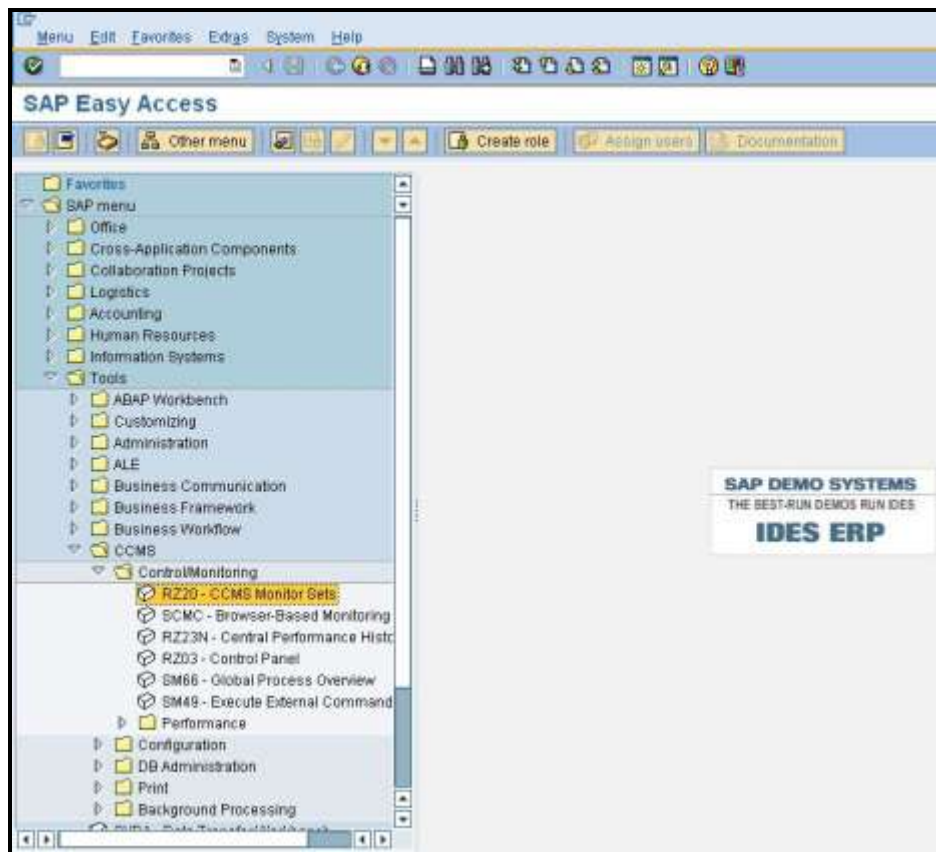 Menu Edit Favorites Extras System Help
SAP Easy Access
Other menu Create role Assign users Documentation
Favorites
SAP menu
Office
Cross-Application Components
Collaboration Projects
Logistics
Accounting
Human Resources
Information Systems
Tools
ABAP Workbench
Customizing
Administration
ALE
Business Communication
Business Framework
Business Workflow
CCMS
Control/Monitoring
RZ20 - CCMS Monitor Sets
SCMC - Browser-Based Monitoring
RZ23N - Central Performance Histo
RZ03 - Control Panel
SM66 - Global Process Overview
SM49 - Execute External Command
Performance
Configuration
DB Administration
Print
Background Processing
SAP DEMO SYSTEMS
THE BEST-RUN DEMOS RUN IDES
IDES ERP